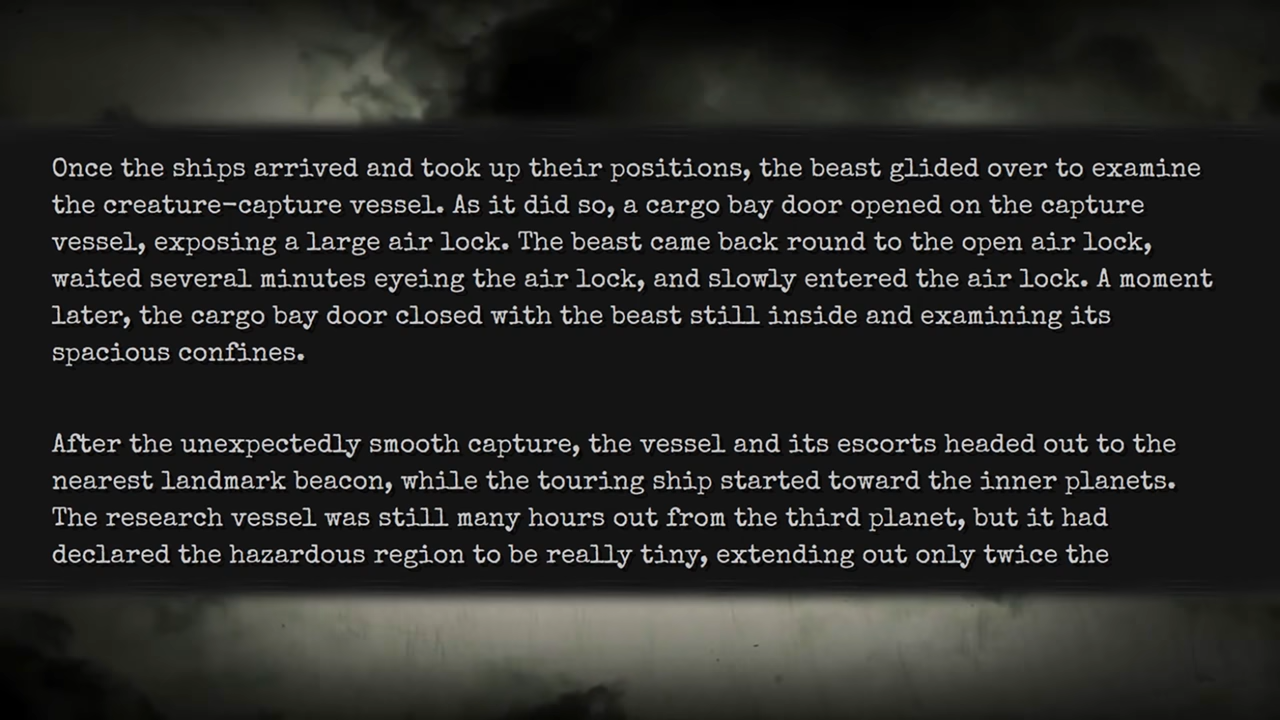 Once the ships arrived and took up their positions, the beast glided over to examine
the creature-capture vessel. As it did so, a cargo bay door opened on the capture
vessel, exposing a large air lock. The beast came back round to the open air lock,
waited several minutes eyeing the air lock, and slowly entered the air lock. A moment
later, the cargo bay door closed with the beast still inside and examining its
spacious confines.
After the unexpectedly smooth capture, the vessel and its escorts headed out to the
nearest landmark beacon, while the touring ship started toward the inner planets.
The research vessel was still many hours out from the third planet, but it had
declared the hazardous region to be really tiny, extending out only twice the